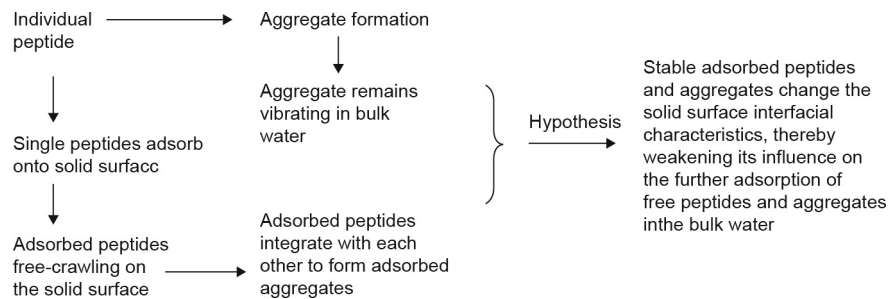 Individual
peptide
Aggregate formation
Aggregate remains
vibrating in bulk
water
Single peptides adsorb
onto solid surfacc
Adsorbed peptides
free-crawling on
the solid surface
Adsorbed peptides
integrate with each
other to form adsorbed
aggregates
Hypothesis
Stable adsorbed peptides
and aggregates change the
solid surface interfacial
characteristics, thereby
weakening its influence on
the further adsorption of
free peptides and aggregates
inthe bulk water